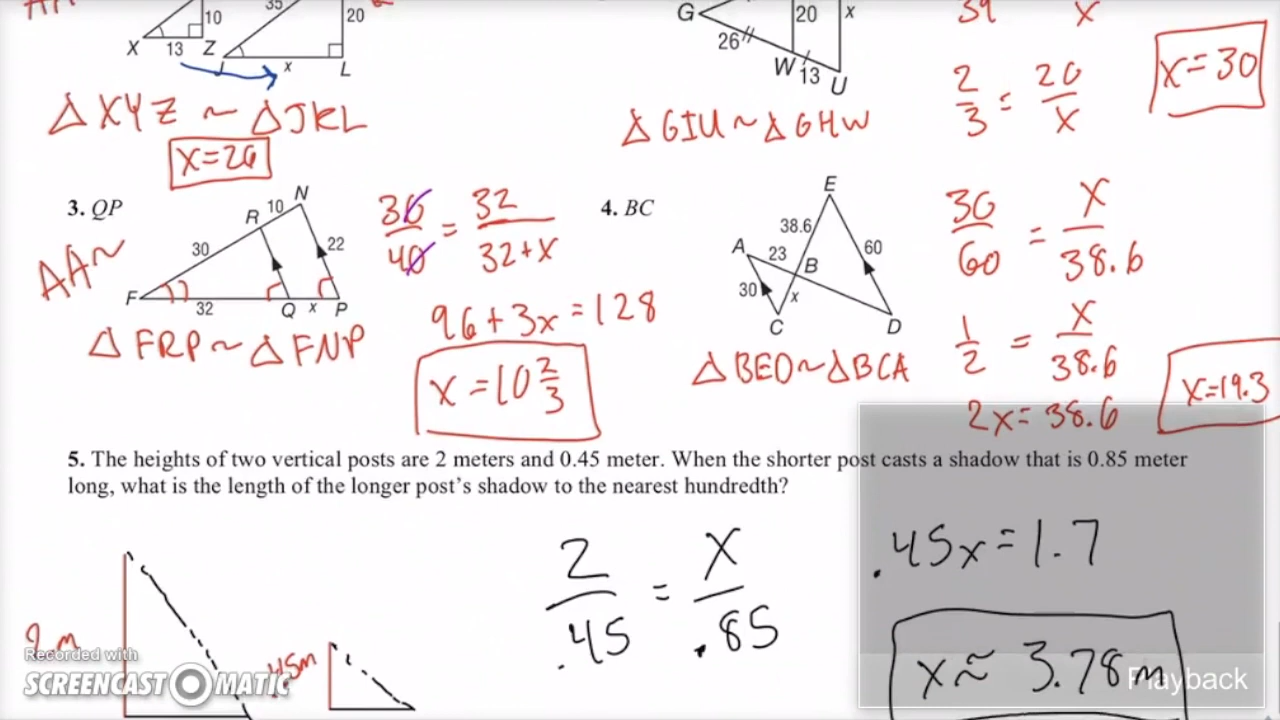 35
10
20
X 13 Z
x L
△XYZ ~ △JKL
x=26
G
20 x
26
W 13 U
△GIU~△GHW
39 x
2/3 = 20/x
x=30
3. QP
AA~
N
R 10
30
22
F
32 Q x P
△FRP~△FNP
30/40 = 32/32+x
96+3x=128
x=10 2/3
4. BC
E
38.6
60
A 23 B
30 x
C D
△BED~△BCA
30/60 = x/38.6
1/2 = x/38.6
2x=38.6
x=19.3
5. The heights of two vertical posts are 2 meters and 0.45 meter. When the shorter post casts a shadow that is 0.85 meter
long, what is the length of the longer post's shadow to the nearest hundredth?
2m
.45m
2/.45 = x/.85
.45x=1.7
x≈3.78m
Recorded with
SCREENCAST-O-MATIC
Playback